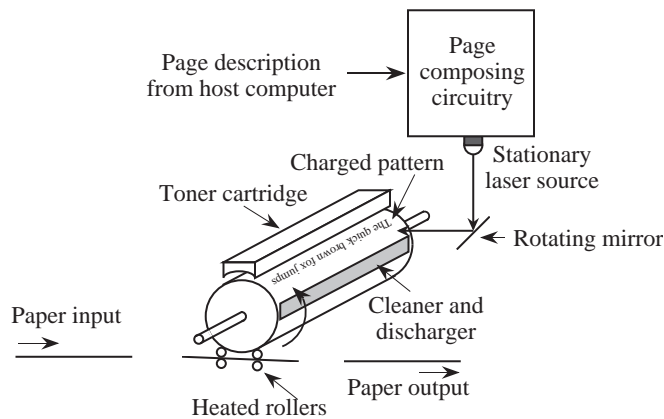 Page description
from host computer
Page
composing
circuitry
Stationary
laser source
Charged pattern
Toner cartridge
The quick brown fox jumps
Rotating mirror
Cleaner and
discharger
Paper input
Paper output
Heated rollers